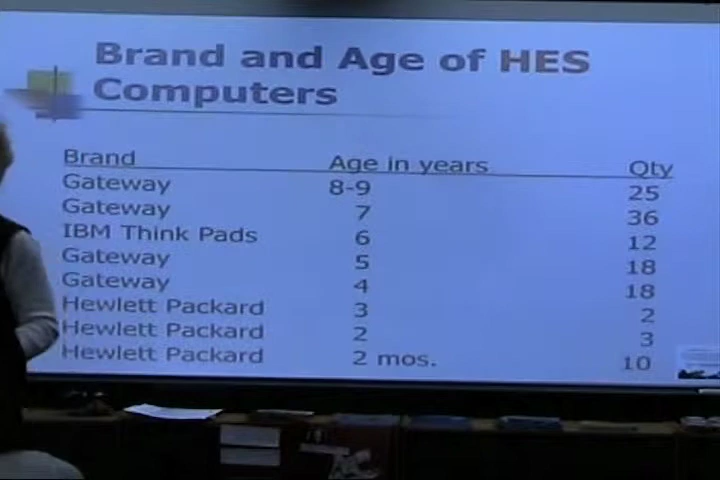 Brand and Age of HES
Computers
Brand Age in years Qty
Gateway 8-9 25
Gateway 7 36
IBM Think Pads 6 12
Gateway 5 18
Gateway 4 18
Hewlett Packard 3 2
Hewlett Packard 2 3
Hewlett Packard 2 mos. 10